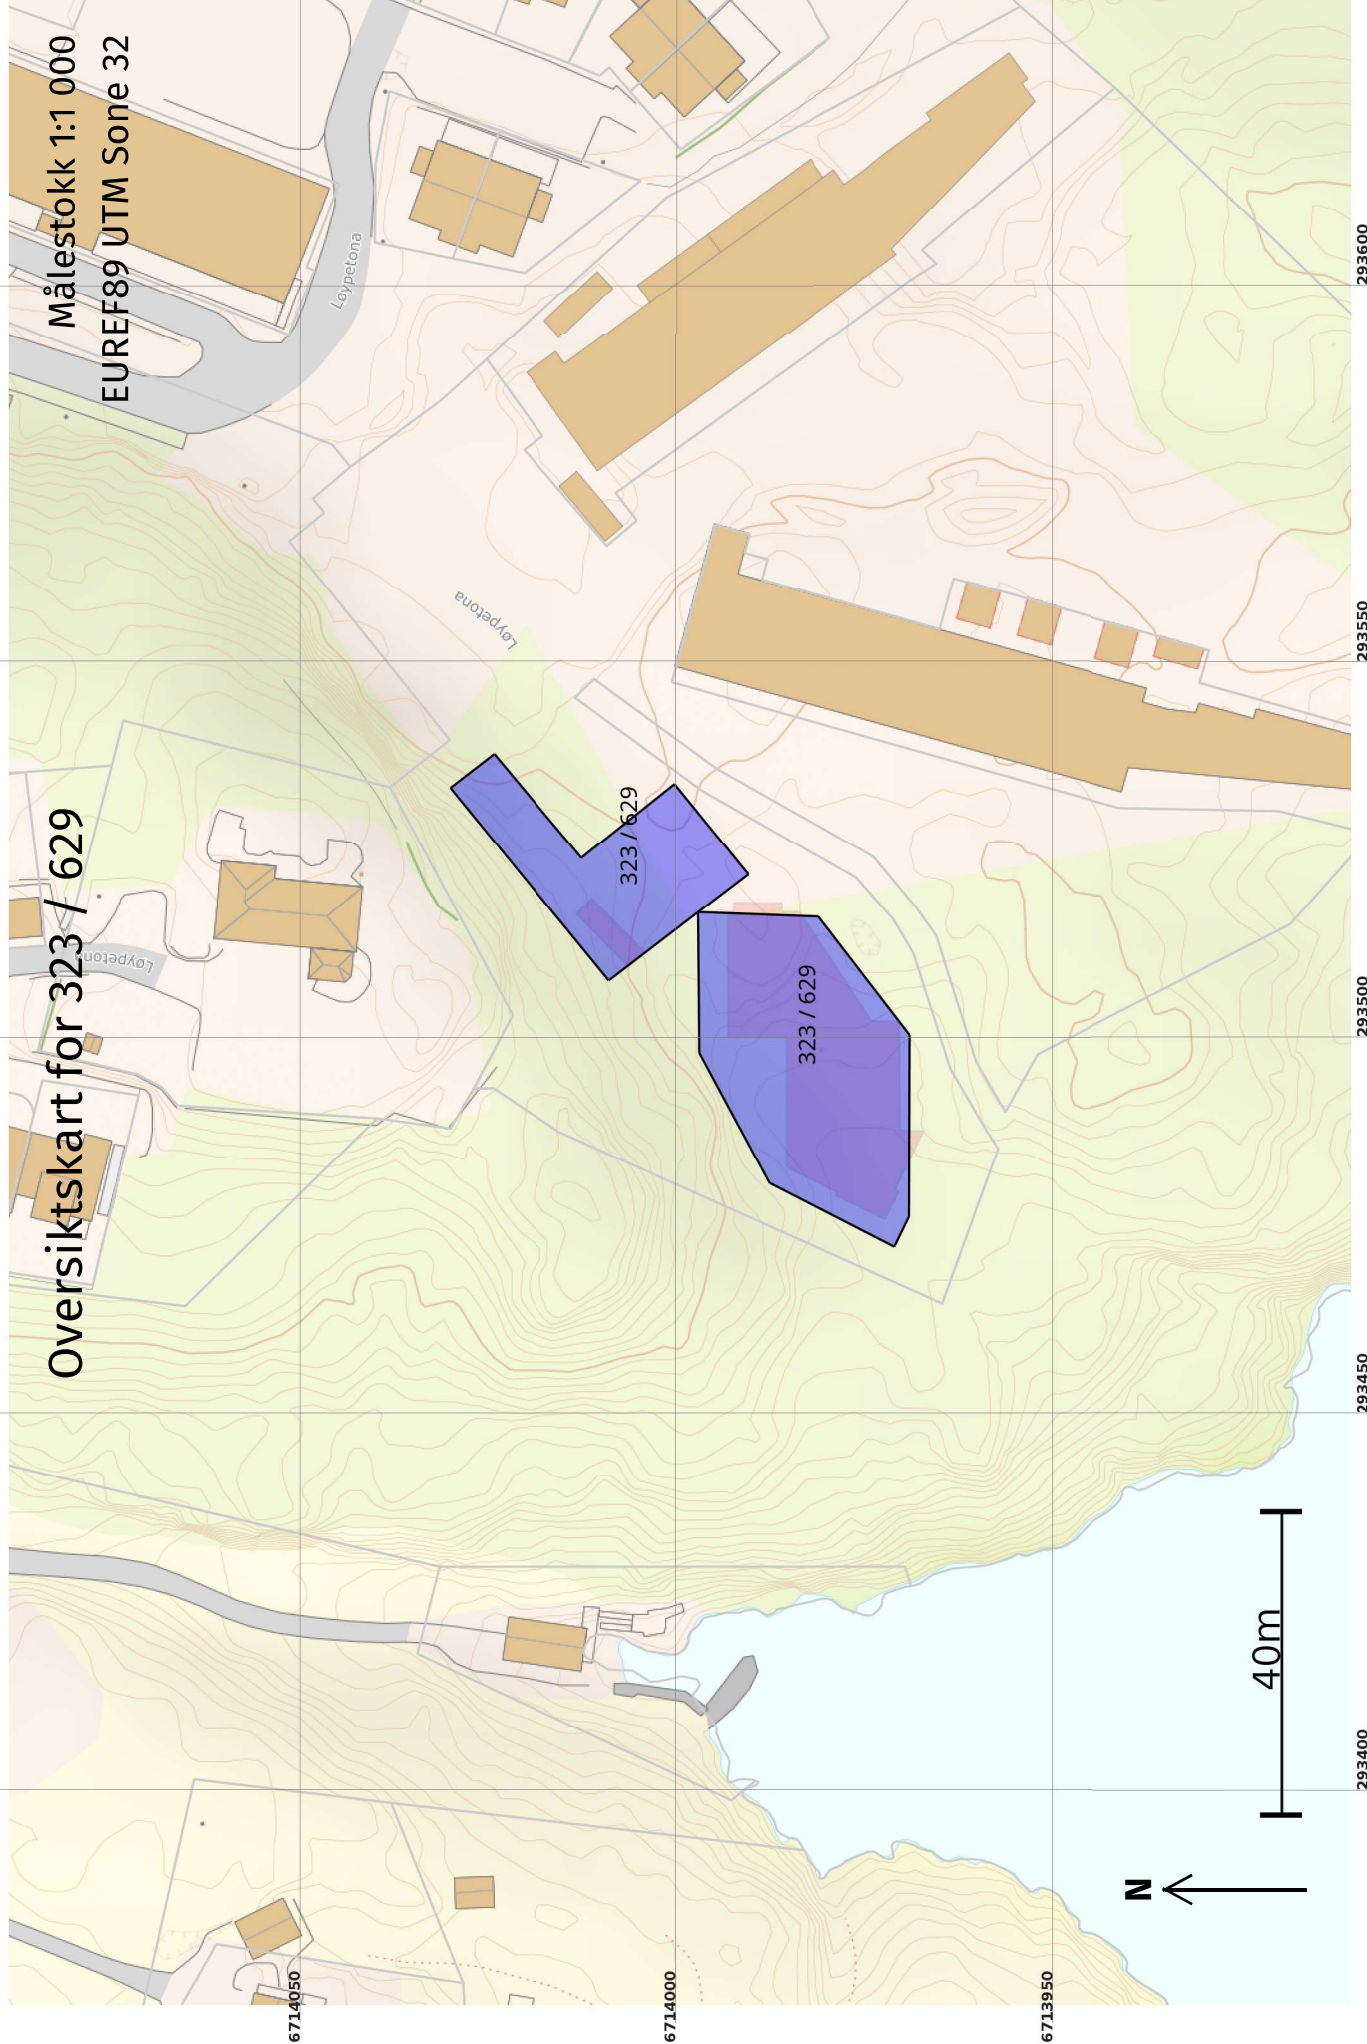 Oversiktskart for 323 / 629
Målestokk 1:1 000
EUREF89 UTM Sone 32
Løypetona
Løypetona
Løypetona
323 / 629
323 / 629
6714050
6714000
6713950
N
40m
293400
293450
293500
293550
293600